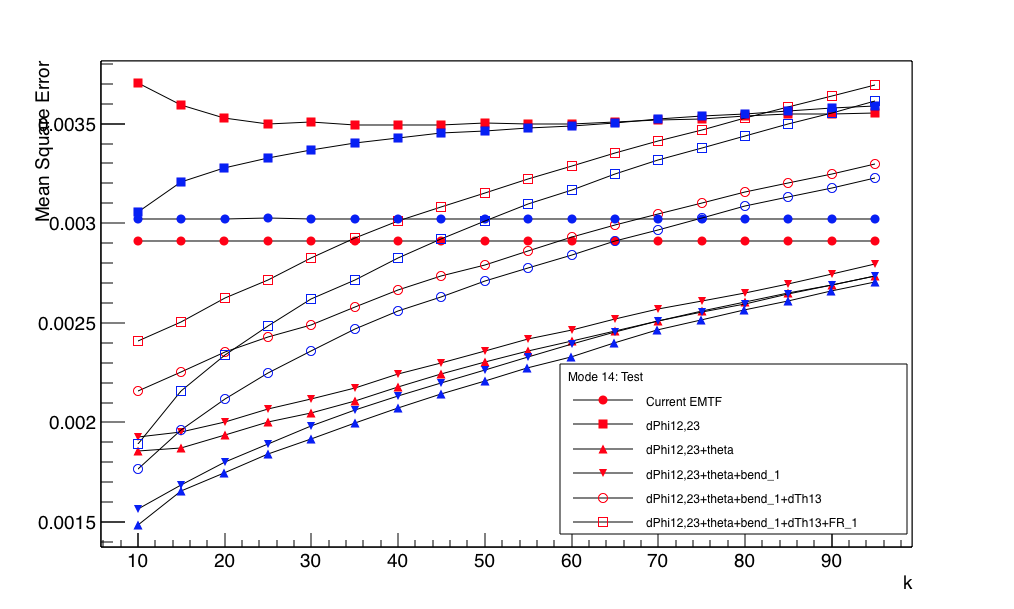 Mean Square Error
0.0035
0.003
0.0025
0.002
0.0015
10 20 30 40 50 60 70 80 90
k
Mode 14: Test
Current EMTF
dPhi12,23
dPhi12,23+theta
dPhi12,23+theta+bend_1
dPhi12,23+theta+bend_1+dTh13
dPhi12,23+theta+bend_1+dTh13+FR_1